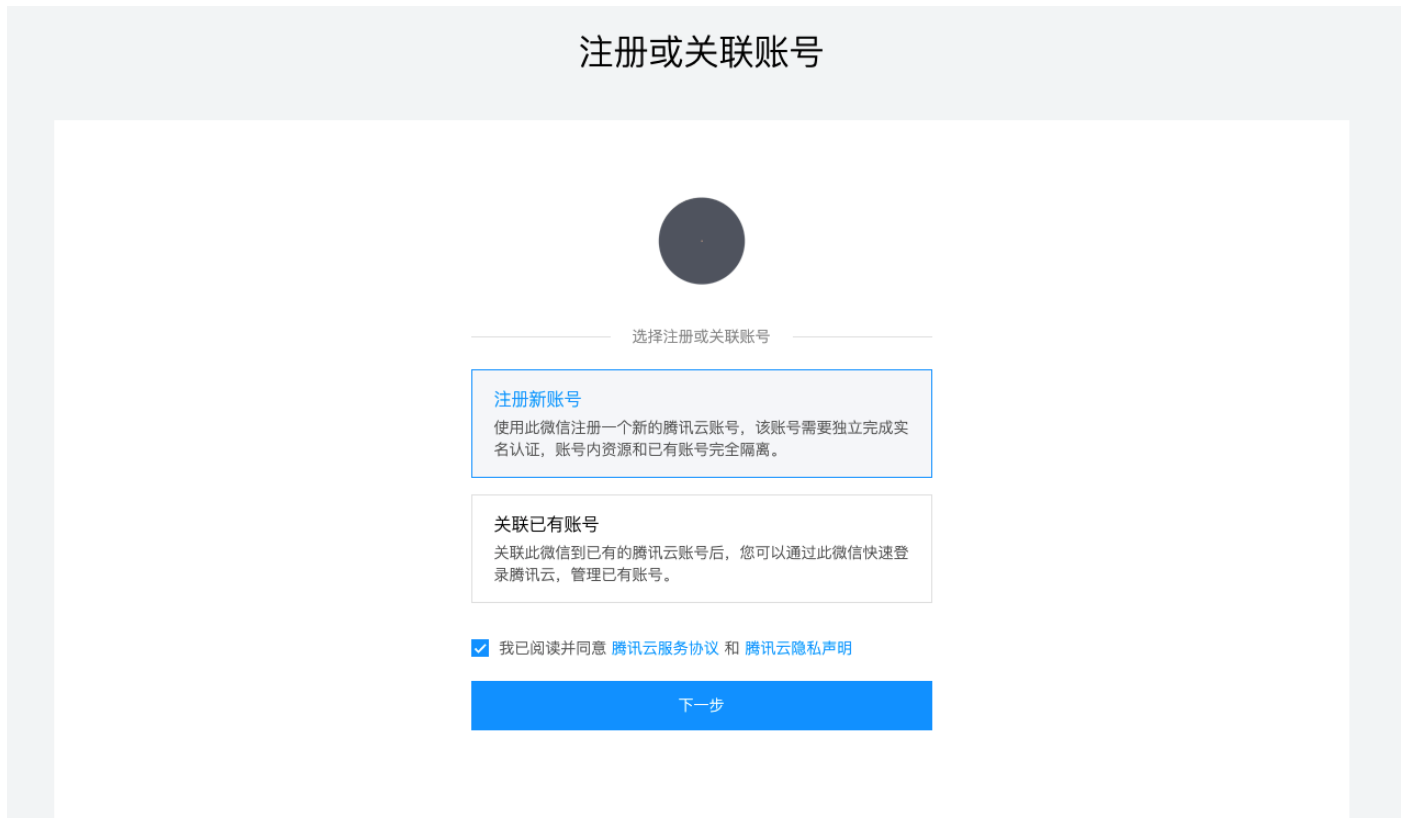 注册或关联账号
选择注册或关联账号
注册新账号
使用此微信注册一个新的腾讯云账号，该账号需要独立完成实
名认证，账号内资源和已有账号完全隔离。
关联已有账号
关联此微信到已有的腾讯云账号后，您可以通过此微信快速登
录腾讯云，管理已有账号。
我已阅读并同意 腾讯云服务协议 和 腾讯云隐私声明
下一步